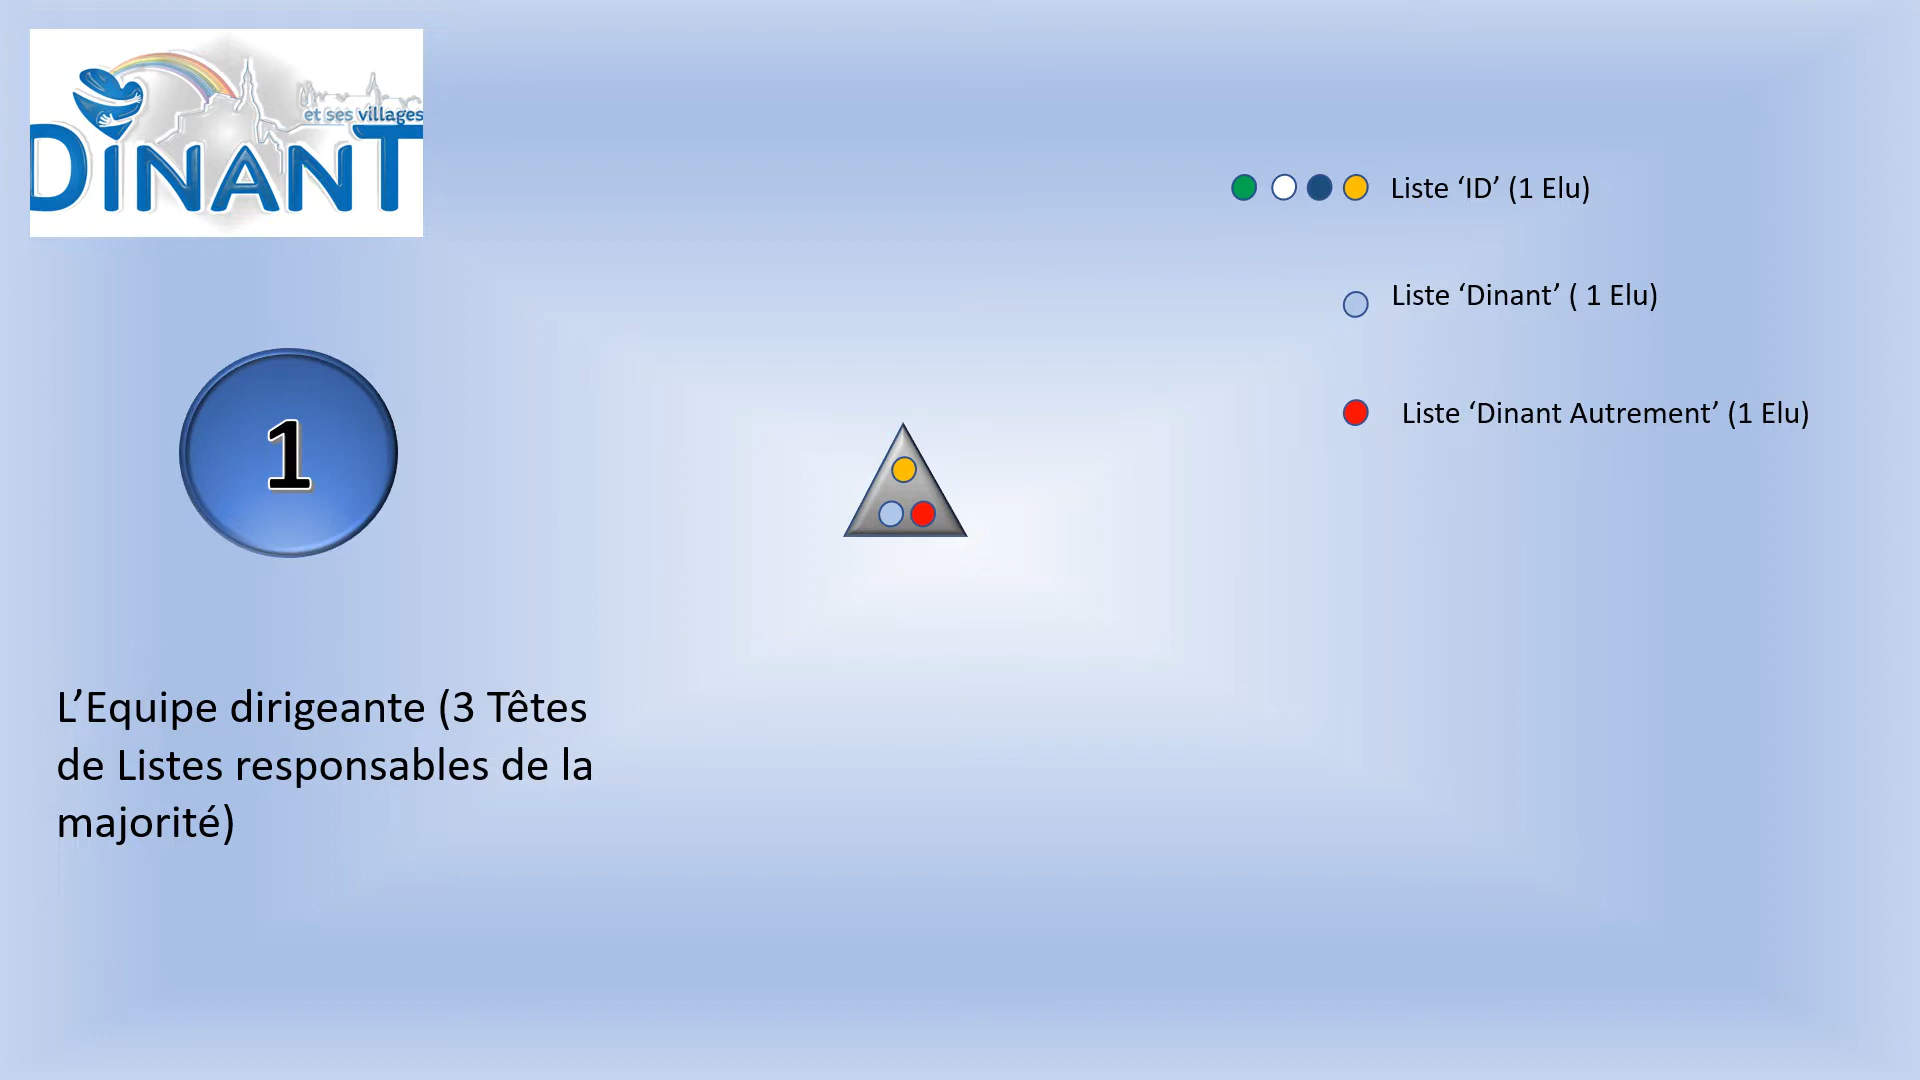 et ses villages
DINANT
Liste ‘ID’ (1 Elu)
Liste ‘Dinant’ ( 1 Elu)
Liste ‘Dinant Autrement’ (1 Elu)
1
L’Equipe dirigeante (3 Têtes
de Listes responsables de la
majorité)